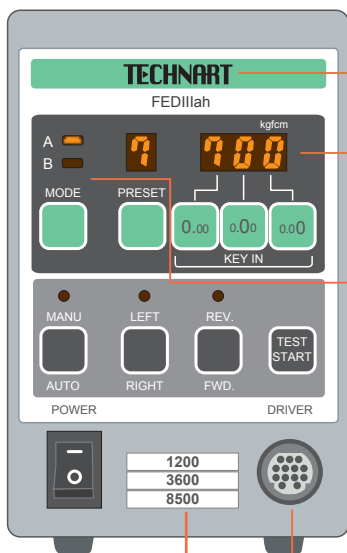 TECHNART
FEDIIIah
kgfcm
A
B
7
700
MODE
PRESET
0.00
0.00
0.00
KEY IN
MANU
LEFT
REV.
TEST
START
AUTO
RIGHT
FWD.
POWER
DRIVER
1200
3600
8500